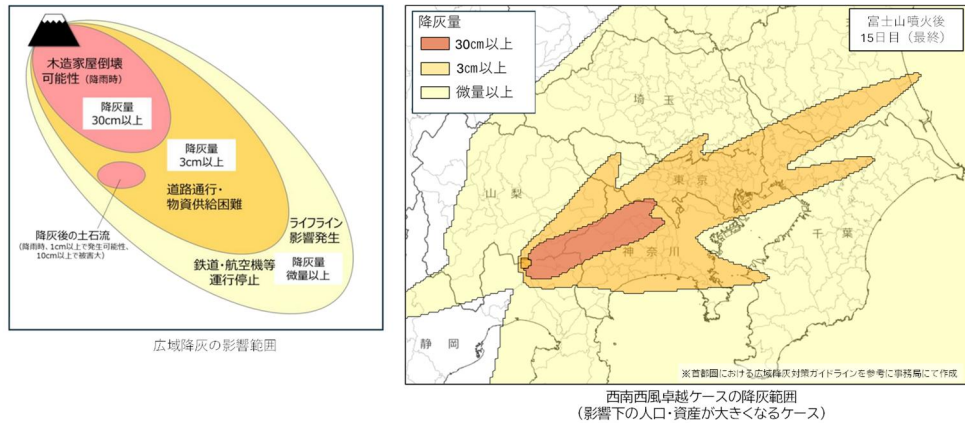 木造家屋倒壊
可能性（降雨時）
降灰量
30cm以上
降灰量
3cm以上
道路通行・
物資供給困難
降灰後の土石流
(降雨時、1cm以上で発生可能性、
10cm以上で被害大)
ライフライン
影響発生
鉄道・航空機等
運行停止
降灰量
微量以上
広域降灰の影響範囲
降灰量
30cm以上
3cm以上
微量以上
富士山噴火後
15日目（最終）
埼玉
山梨
東京
神奈川
千葉
静岡
※首都圏における広域降灰対策ガイドラインを参考に事務局にて作成
西南西風卓越ケースの降灰範囲
（影響下の人口・資産が大きくなるケース）